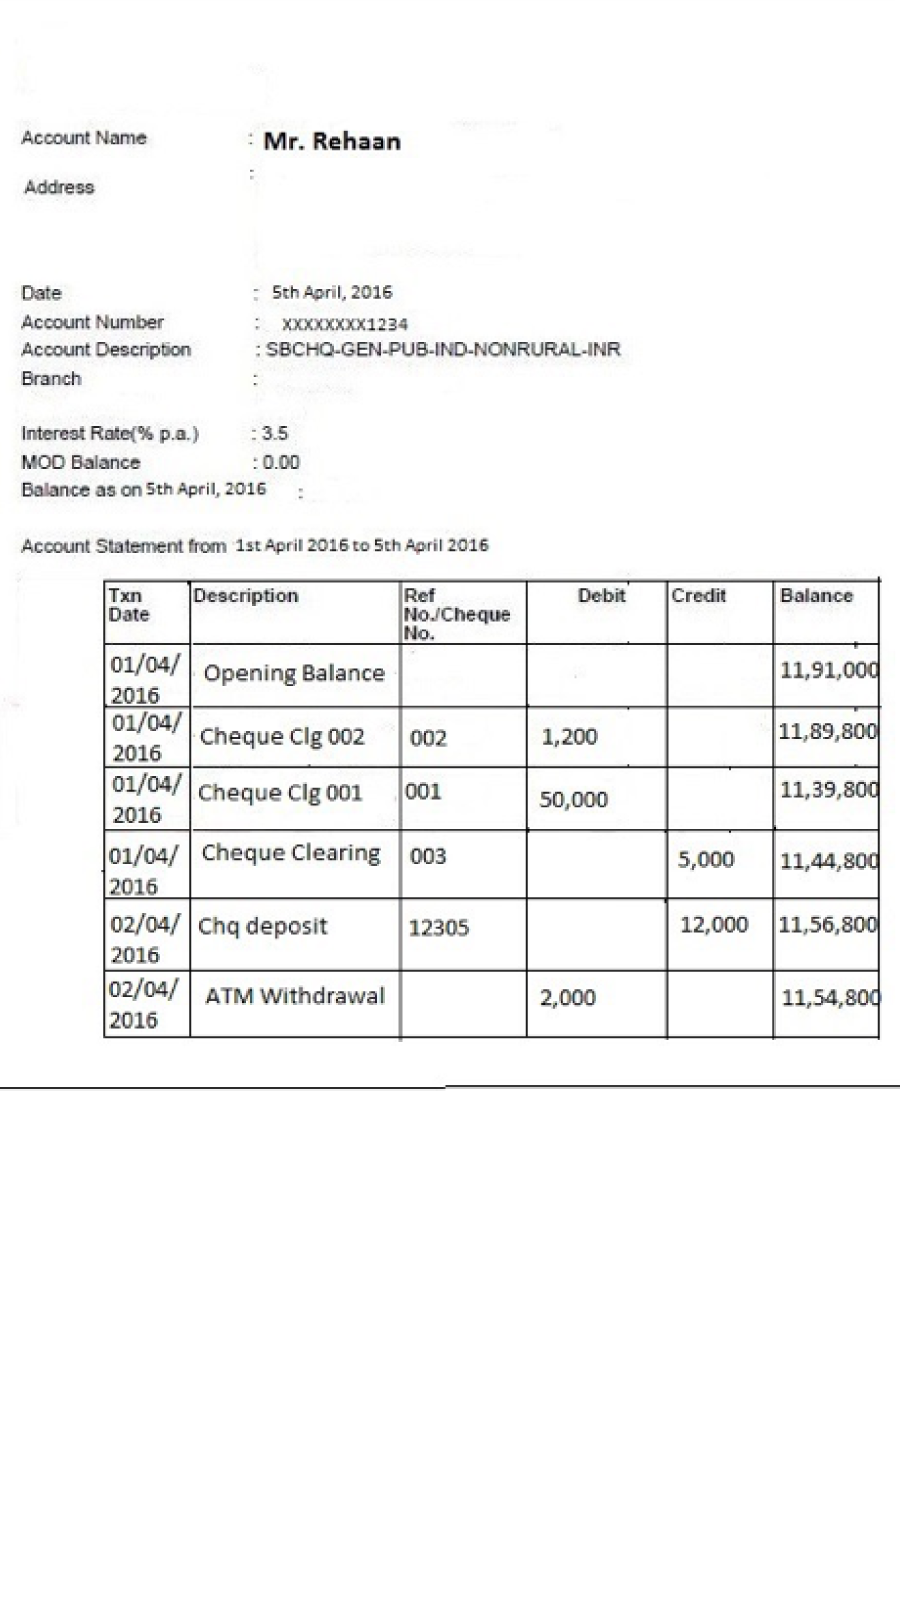 Account Name : Mr. Rehaan
Address :
Date : 5th April, 2016
Account Number : XXXXXXXX1234
Account Description : SBCHQ-GEN-PUB-IND-NONRURAL-INR
Branch :
Interest Rate(% p.a.) : 3.5
MOD Balance : 0.00
Balance as on 5th April, 2016 :
Account Statement from 1st April 2016 to 5th April 2016
Txn Date Description Ref No./Cheque No. Debit Credit Balance
01/04/2016 Opening Balance 11,91,000
01/04/2016 Cheque Clg 002 002 1,200 11,89,800
01/04/2016 Cheque Clg 001 001 50,000 11,39,800
01/04/2016 Cheque Clearing 003 5,000 11,44,800
02/04/2016 Chq deposit 12305 12,000 11,56,800
02/04/2016 ATM Withdrawal 2,000 11,54,800